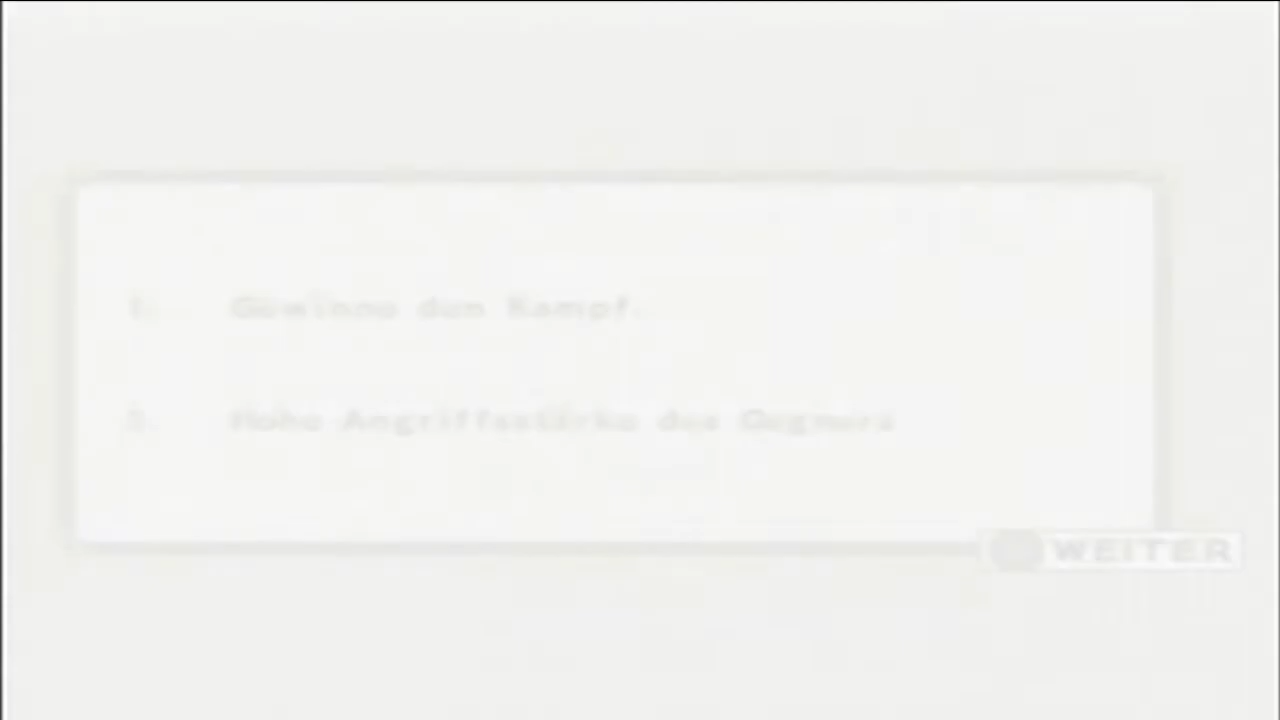 1. Gewinne den Kampf.
2. Hohe Angriffsstärke des Gegners
WEITER